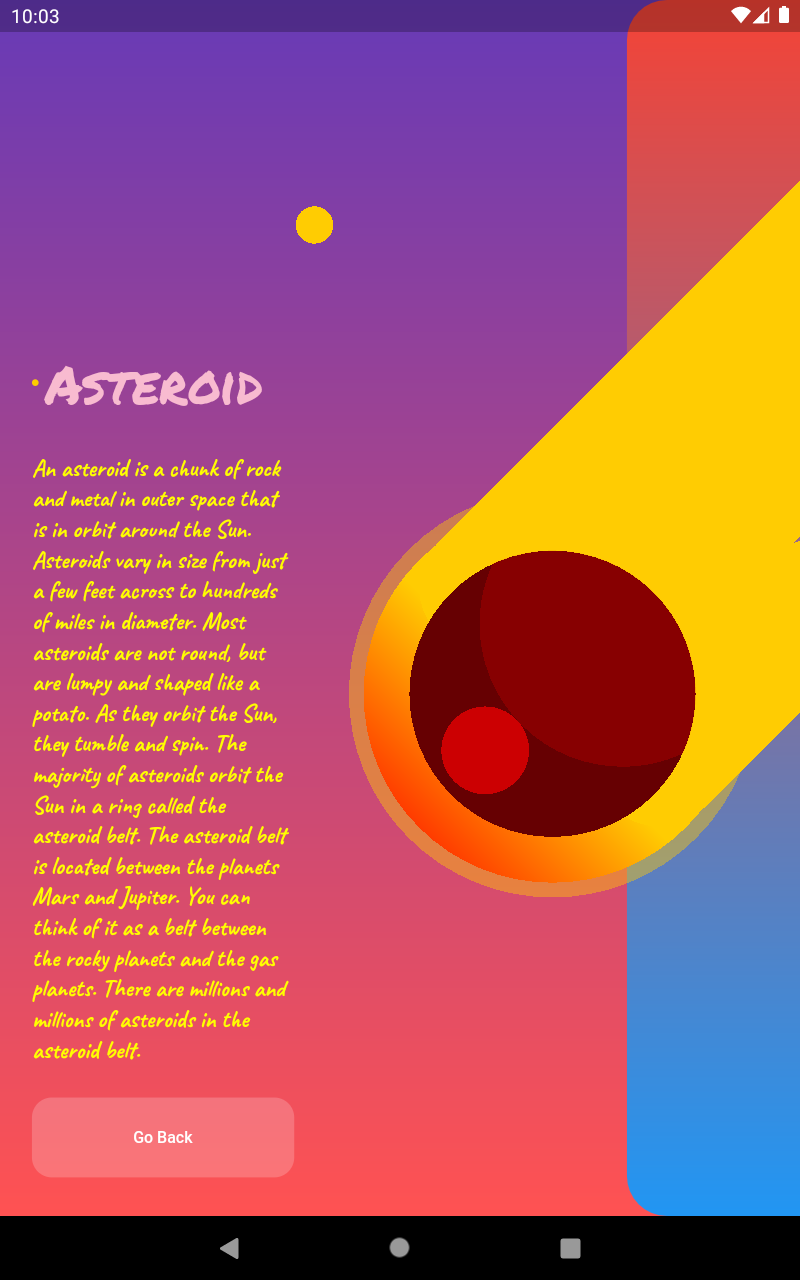 10:03
Asteroid
An asteroid is a chunk of rock
and metal in outer space that
is in orbit around the Sun.
Asteroids vary in size from just
a few feet across to hundreds
of miles in diameter. Most
asteroids are not round, but
are lumpy and shaped like a
potato. As they orbit the Sun,
they tumble and spin. The
majority of asteroids orbit the
Sun in a ring called the
asteroid belt. The asteroid belt
is located between the planets
Mars and Jupiter. You can
think of it as a belt between
the rocky planets and the gas
planets. There are millions and
millions of asteroids in the
asteroid belt.
Go Back